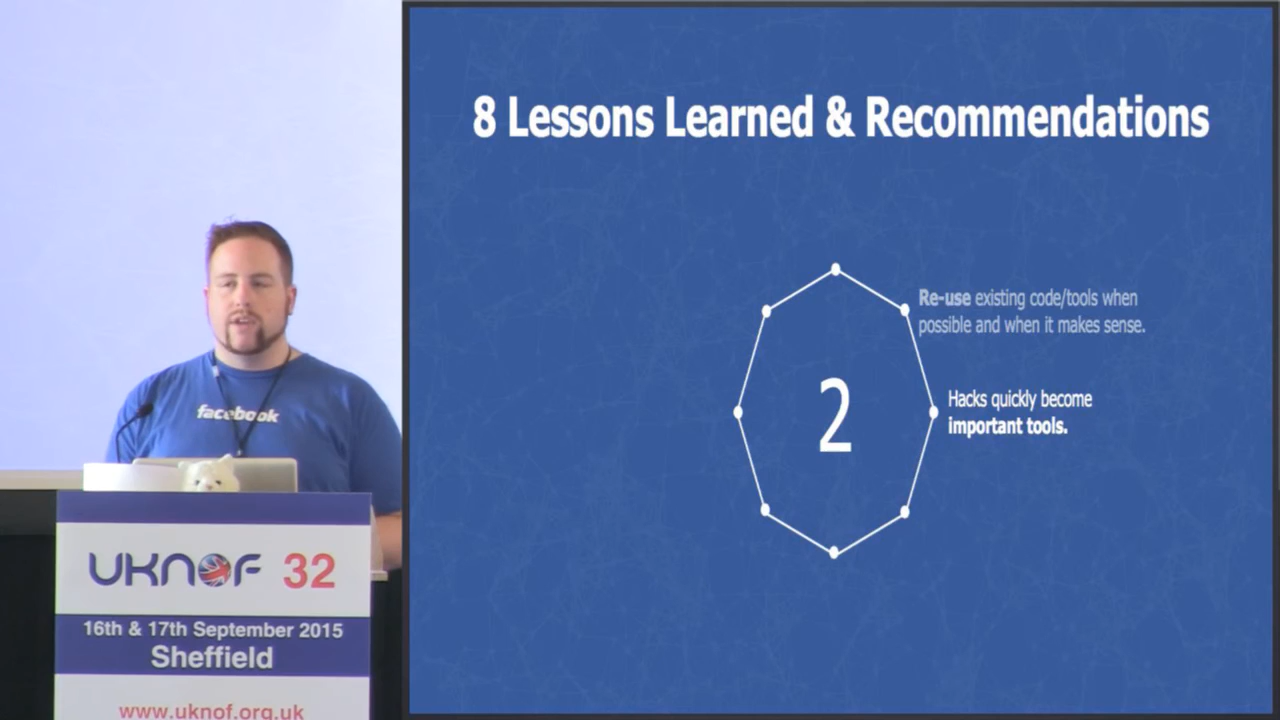 8 Lessons Learned & Recommendations
Re-use existing code/tools when
possible and when it makes sense.
2
Hacks quickly become
important tools.
facebook
UKNOF 32
16th & 17th September 2015
Sheffield
www.uknof.org.uk